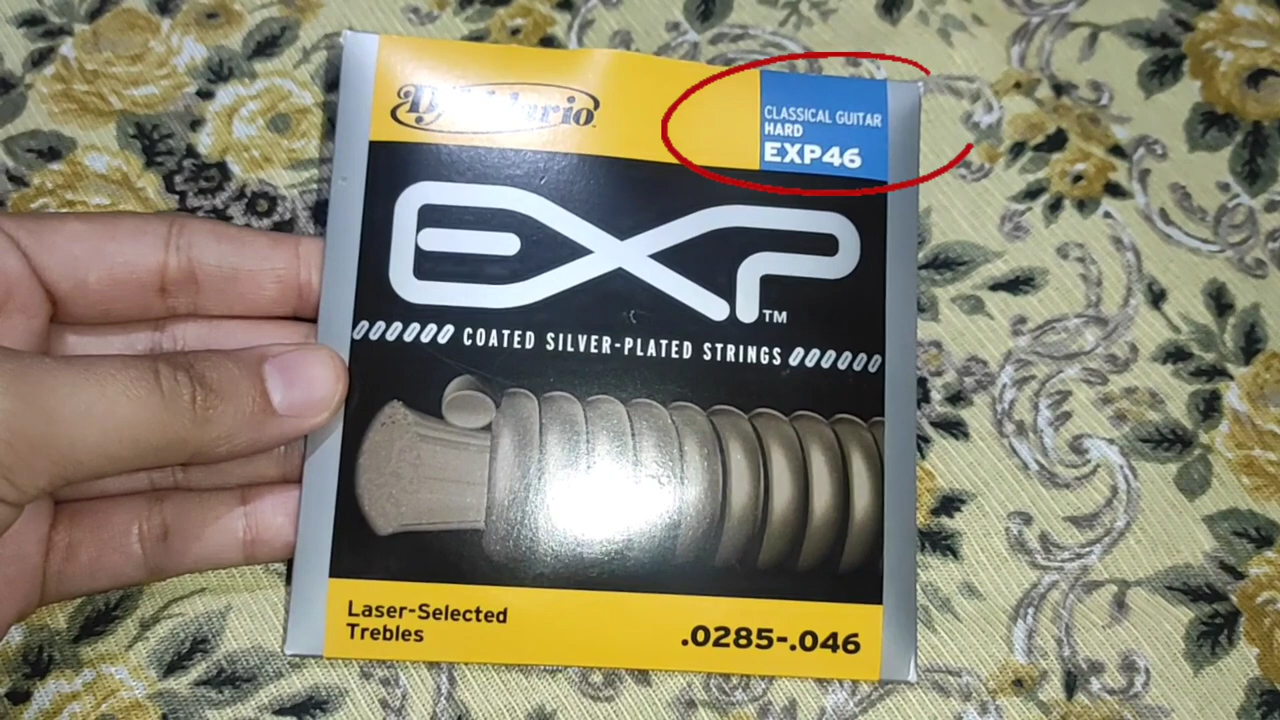 D'Addario
CLASSICAL GUITAR
HARD
EXP46
EXP™
COATED SILVER-PLATED STRINGS
Laser-Selected
Trebles
.0285-.046